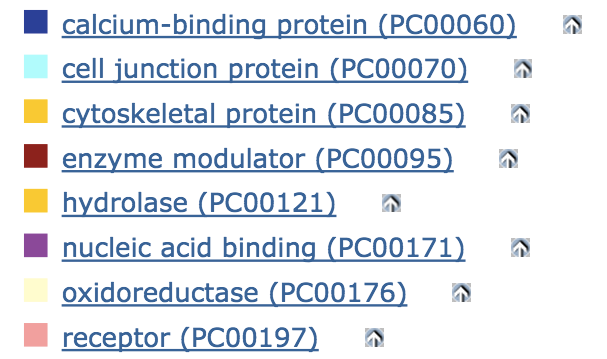 calcium-binding protein (PC00060)
cell junction protein (PC00070)
cytoskeletal protein (PC00085)
enzyme modulator (PC00095)
hydrolase (PC00121)
nucleic acid binding (PC00171)
oxidoreductase (PC00176)
receptor (PC00197)